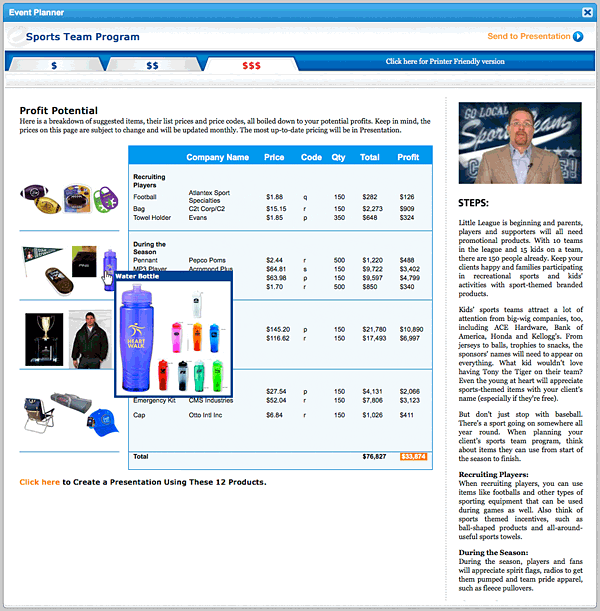 Event Planner
Sports Team Program
Send to Presentation
$
$$
$$$
Click here for Printer Friendly version
Profit Potential
Here is a breakdown of suggested items, their list prices and price codes, all boiled down to your potential profits. Keep in mind, the
prices on this page are subject to change and will be updated monthly. The most up-to-date pricing will be in Presentation.
Company Name Price Code Qty Total Profit
Recruiting
Players
Football Atlantex Sport
Specialties $1.88 q 150 $282 $126
Bag C2t Corp/C2 $15.15 r 150 $2,273 $909
Towel Holder Evans $1.85 p 350 $648 $324
During the
Season
Pennant Pepco Poms $2.44 r 500 $1,220 $488
MP3 Player Acromond Plus $64.81 s 150 $9,722 $3,402
$63.98 p 150 $9,597 $4,799
$1.70 r 500 $850 $340
Water Bottle
HEART
WALK
$145.20 p 150 $21,780 $10,890
$116.62 r 150 $17,493 $6,997
$27.54 p 150 $4,131 $2,066
Emergency Kit CMS Industries $52.04 r 150 $7,806 $3,123
Cap Otto Intl Inc $6.84 r 150 $1,026 $411
Total $76,827 $33,874
Click here to Create a Presentation Using These 12 Products.
GO LOCAL
Sports Team
STEPS:
Little League is beginning and parents,
players and supporters will all need
promotional products. With 10 teams
in the league and 15 kids on a team,
there are 150 people already. Keep your
clients happy and families participating
in recreational sports and kids'
activities with sport-themed branded
products.
Kids' sports teams attract a lot of
attention from big-wig companies, too,
including ACE Hardware, Bank of
America, Honda and Kellogg's. From
jerseys to balls, trophies to snacks, the
sponsors' names will need to appear on
everything. What kid wouldn't love
having Tony the Tiger on their team?
Even the young at heart will appreciate
sports-themed items with your client's
name (especially if they're free).
But don't just stop with baseball.
There's a sport going on somewhere all
year round. When planning your
client's sports team program, think
about items they can use from start of
the season to finish.
Recruiting Players:
When recruiting players, you can use
items like footballs and other types of
sporting equipment that can be used
during games as well. Also think of
sports themed incentives, such as
ball-shaped products and all-around-
useful sports towels.
During the Season:
During the season, players and fans
will appreciate spirit flags, radios to get
them pumped and team pride apparel,
such as fleece pullovers.